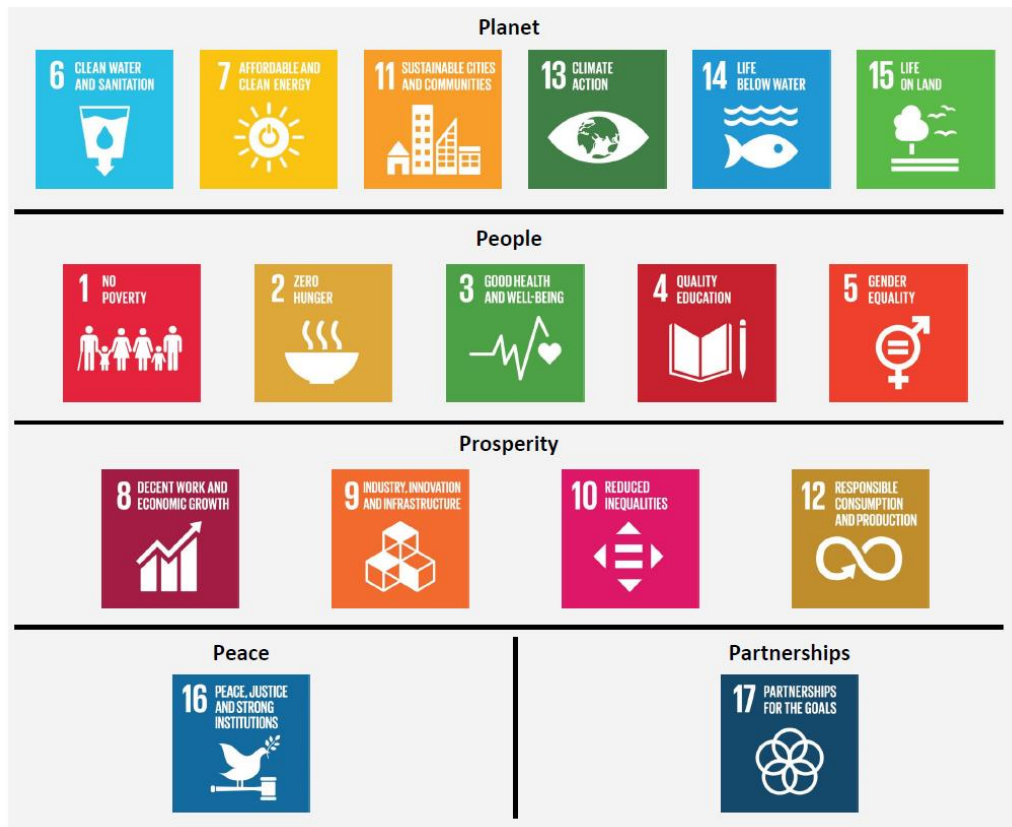 Planet
6 CLEAN WATER
AND SANITATION
7 AFFORDABLE AND
CLEAN ENERGY
11 SUSTAINABLE CITIES
AND COMMUNITIES
13 CLIMATE
ACTION
14 LIFE
BELOW WATER
15 LIFE
ON LAND
People
1 NO
POVERTY
2 ZERO
HUNGER
3 GOOD HEALTH
AND WELL-BEING
4 QUALITY
EDUCATION
5 GENDER
EQUALITY
Prosperity
8 DECENT WORK AND
ECONOMIC GROWTH
9 INDUSTRY, INNOVATION
AND INFRASTRUCTURE
10 REDUCED
INEQUALITIES
12 RESPONSIBLE
CONSUMPTION
AND PRODUCTION
Peace
16 PEACE, JUSTICE
AND STRONG
INSTITUTIONS
Partnerships
17 PARTNERSHIPS
FOR THE GOALS